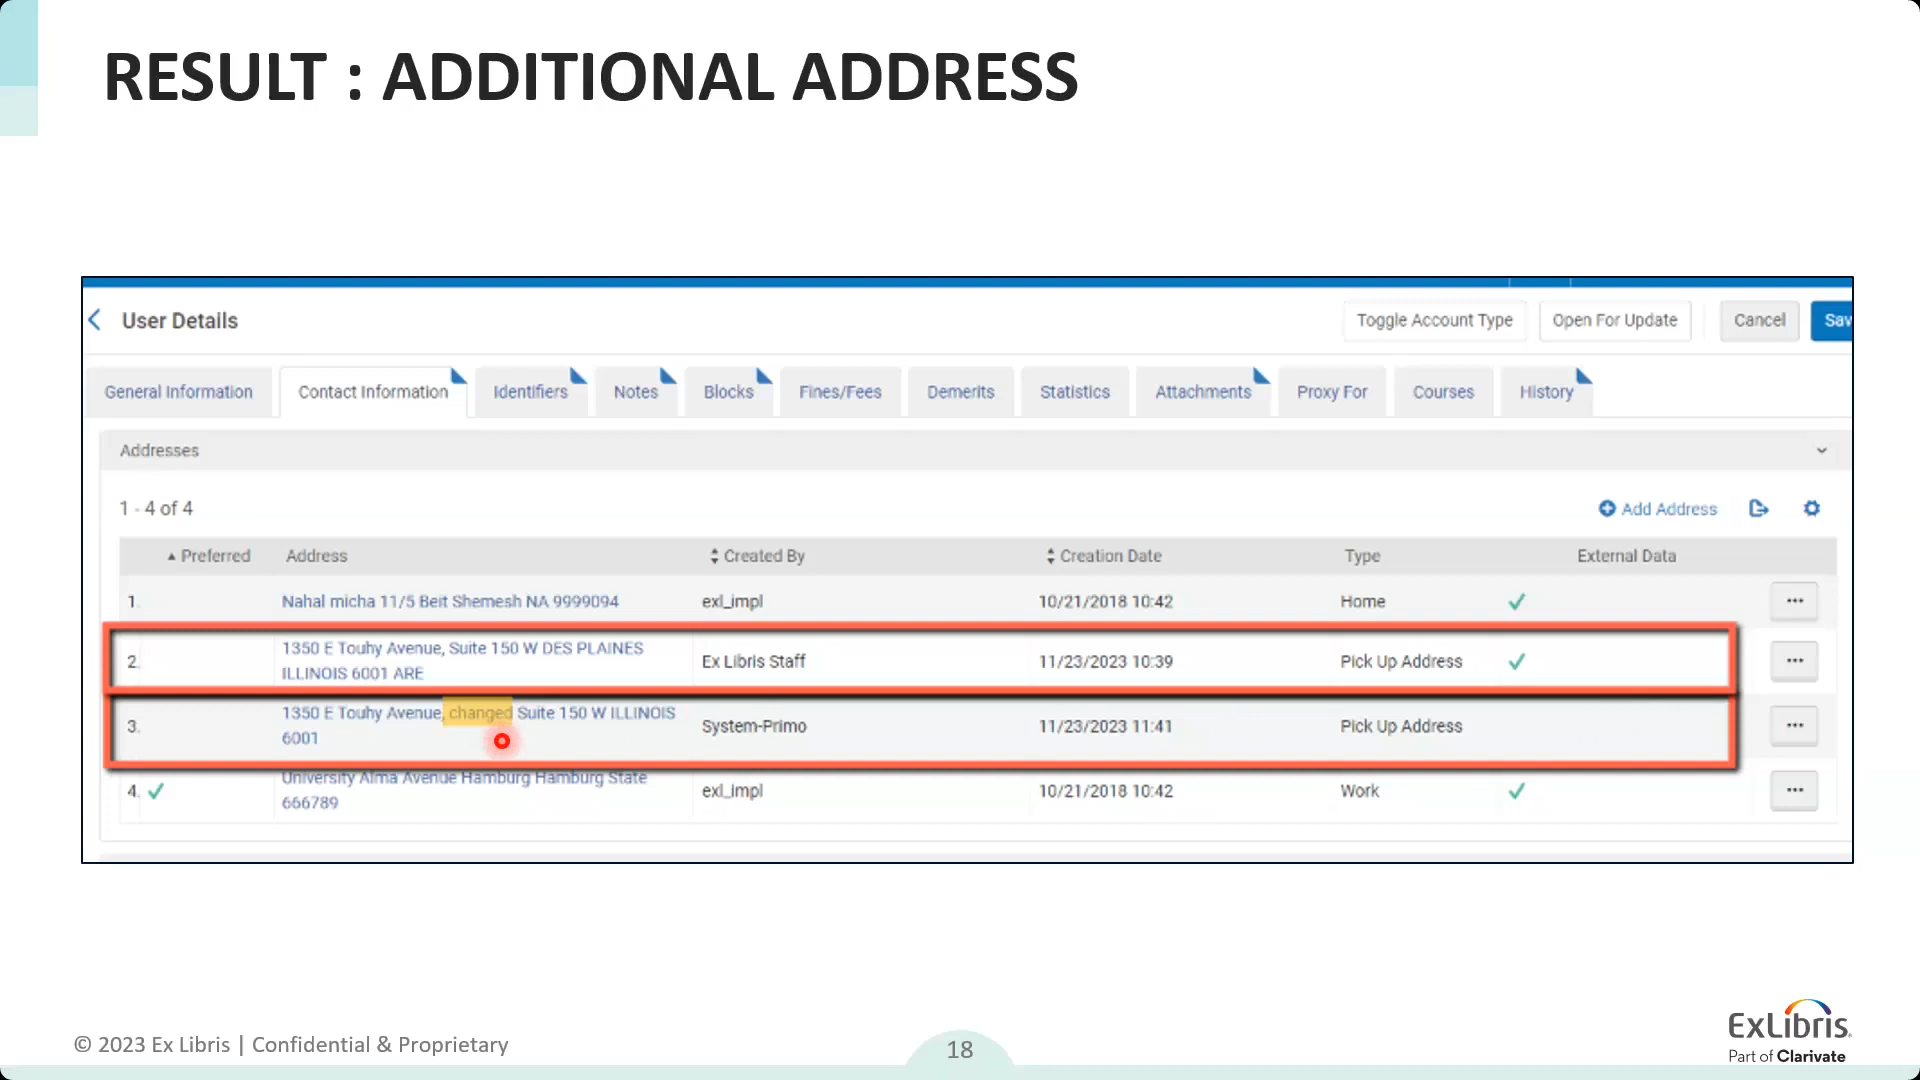 RESULT : ADDITIONAL ADDRESS
User Details
Toggle Account Type
Open For Update
Cancel
Sav
General Information
Contact Information
Identifiers
Notes
Blocks
Fines/Fees
Demerits
Statistics
Attachments
Proxy For
Courses
History
Addresses
1 - 4 of 4
Add Address
Preferred Address Created By Creation Date Type External Data
1. Nahal micha 11/5 Beit Shemesh NA 9999094 exl_impl 10/21/2018 10:42 Home
2. 1350 E Touhy Avenue, Suite 150 W DES PLAINES
ILLINOIS 6001 ARE
Ex Libris Staff 11/23/2023 10:39 Pick Up Address
3. 1350 E Touhy Avenue, changed Suite 150 W ILLINOIS
6001
System-Primo 11/23/2023 11:41 Pick Up Address
4. University Alma Avenue Hamburg Hamburg State
666789
exl_impl 10/21/2018 10:42 Work
© 2023 Ex Libris | Confidential & Proprietary
18
ExLibris
Part of Clarivate